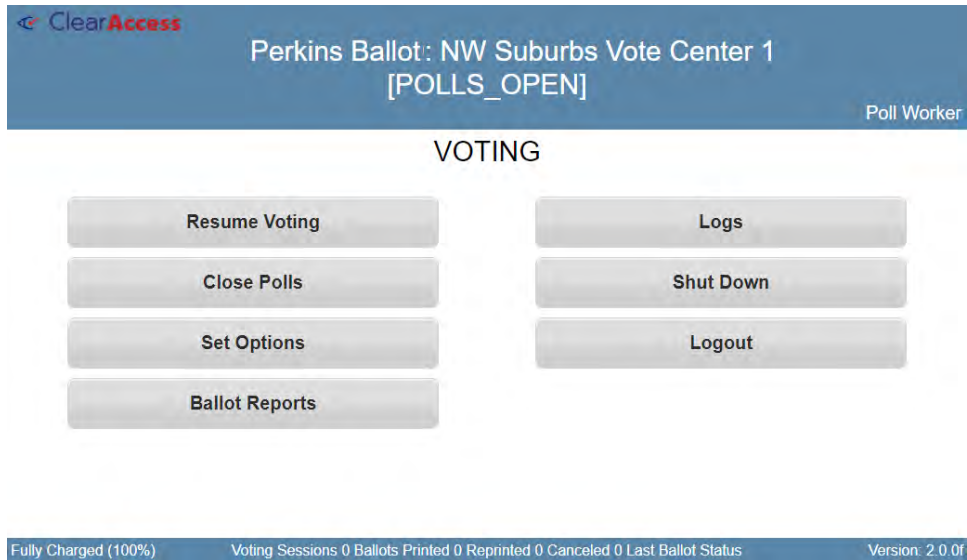 ClearAccess
Perkins Ballot: NW Suburbs Vote Center 1
[POLLS_OPEN]
Poll Worker
VOTING
Resume Voting
Logs
Close Polls
Shut Down
Set Options
Logout
Ballot Reports
Fully Charged (100%) Voting Sessions 0 Ballots Printed 0 Reprinted 0 Canceled 0 Last Ballot Status Version: 2.0.0f